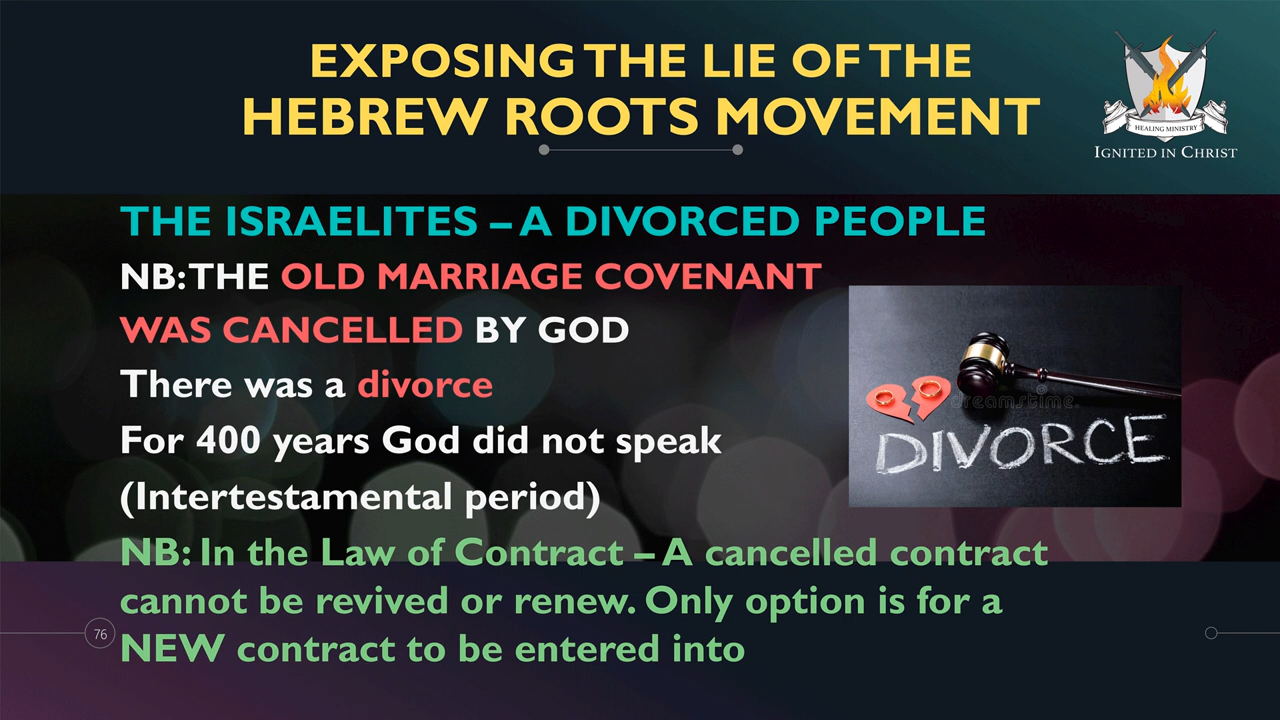 EXPOSING THE LIE OF THE
HEBREW ROOTS MOVEMENT
HEALING MINISTRY
IGNITED IN CHRIST
THE ISRAELITES – A DIVORCED PEOPLE
NB: THE OLD MARRIAGE COVENANT
WAS CANCELLED BY GOD
There was a divorce
For 400 years God did not speak
(Intertestamental period)
dreamstime.
DIVORCE
NB: In the Law of Contract – A cancelled contract
cannot be revived or renew. Only option is for a
NEW contract to be entered into
76